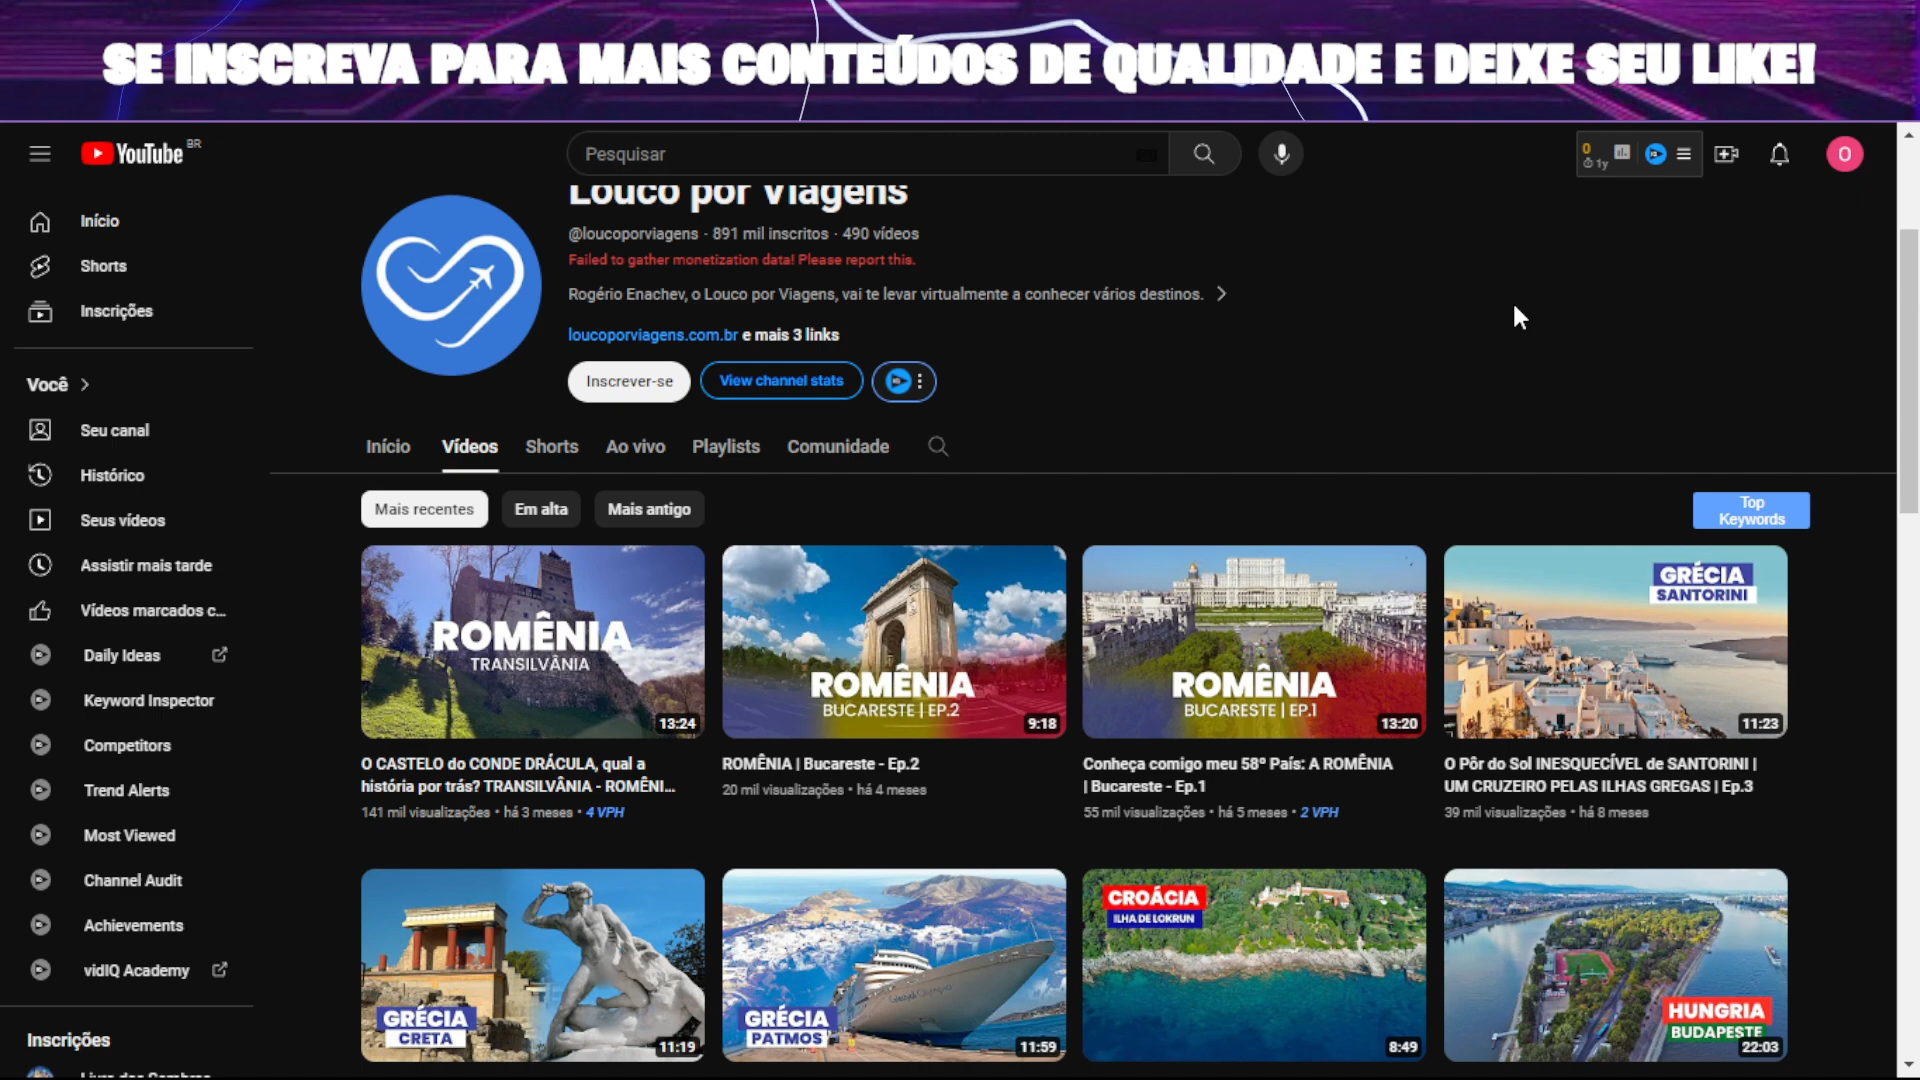 SE INSCREVA PARA MAIS CONTEÚDOS DE QUALIDADE E DEIXE SEU LIKE!
YouTube BR
Pesquisar
0
1y
O
Louco por Viagens
@loucoporviagens · 891 mil inscritos · 490 vídeos
Failed to gather monetization data! Please report this.
Rogério Enachev, o Louco por Viagens, vai te levar virtualmente a conhecer vários destinos.
loucoporviagens.com.br e mais 3 links
Inscrever-se
View channel stats
Início
Shorts
Inscrições
Você
Seu canal
Histórico
Seus vídeos
Assistir mais tarde
Vídeos marcados c...
Daily Ideas
Keyword Inspector
Competitors
Trend Alerts
Most Viewed
Channel Audit
Achievements
vidIQ Academy
Inscrições
Início Vídeos Shorts Ao vivo Playlists Comunidade
Mais recentes Em alta Mais antigo
Top
Keywords
ROMÊNIA
TRANSILVÂNIA
13:24
O CASTELO do CONDE DRÁCULA, qual a
história por trás? TRANSILVÂNIA - ROMÊNI...
141 mil visualizações • há 3 meses • 4 VPH
ROMÊNIA
BUCARESTE | EP.2
9:18
ROMÊNIA | Bucareste - Ep.2
20 mil visualizações • há 4 meses
ROMÊNIA
BUCARESTE | EP.1
13:20
Conheça comigo meu 58º País: A ROMÊNIA
| Bucareste - Ep.1
55 mil visualizações • há 5 meses • 2 VPH
GRÉCIA
SANTORINI
11:23
O Pôr do Sol INESQUECÍVEL de SANTORINI |
UM CRUZEIRO PELAS ILHAS GREGAS | Ep.3
39 mil visualizações • há 8 meses
GRÉCIA
CRETA
11:19
GRÉCIA
PATMOS
11:59
CROÁCIA
ILHA DE LOKRUN
8:49
HUNGRIA
BUDAPESTE
22:03